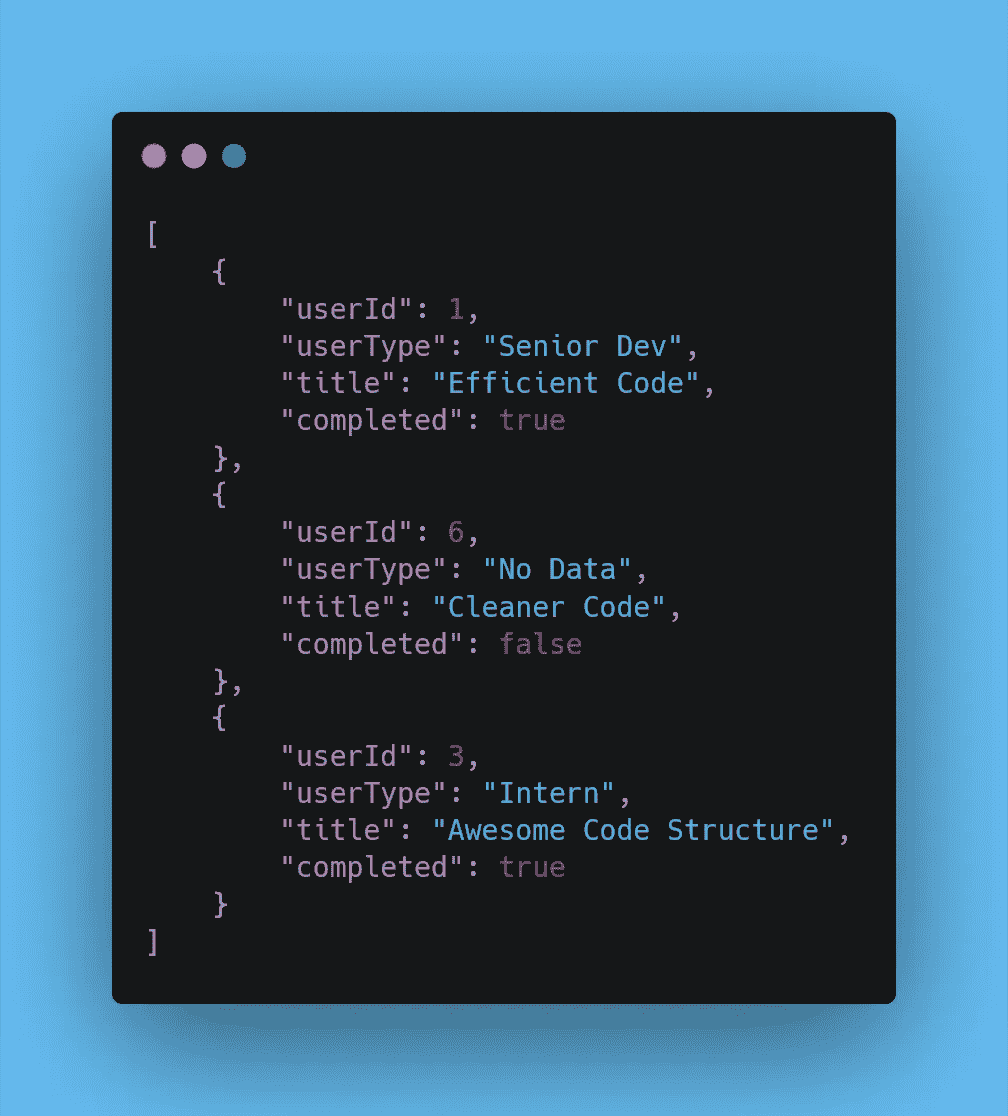 [
    {
        "userId": 1,
        "userType": "Senior Dev",
        "title": "Efficient Code",
        "completed": true
    },
    {
        "userId": 6,
        "userType": "No Data",
        "title": "Cleaner Code",
        "completed": false
    },
    {
        "userId": 3,
        "userType": "Intern",
        "title": "Awesome Code Structure",
        "completed": true
    }
]